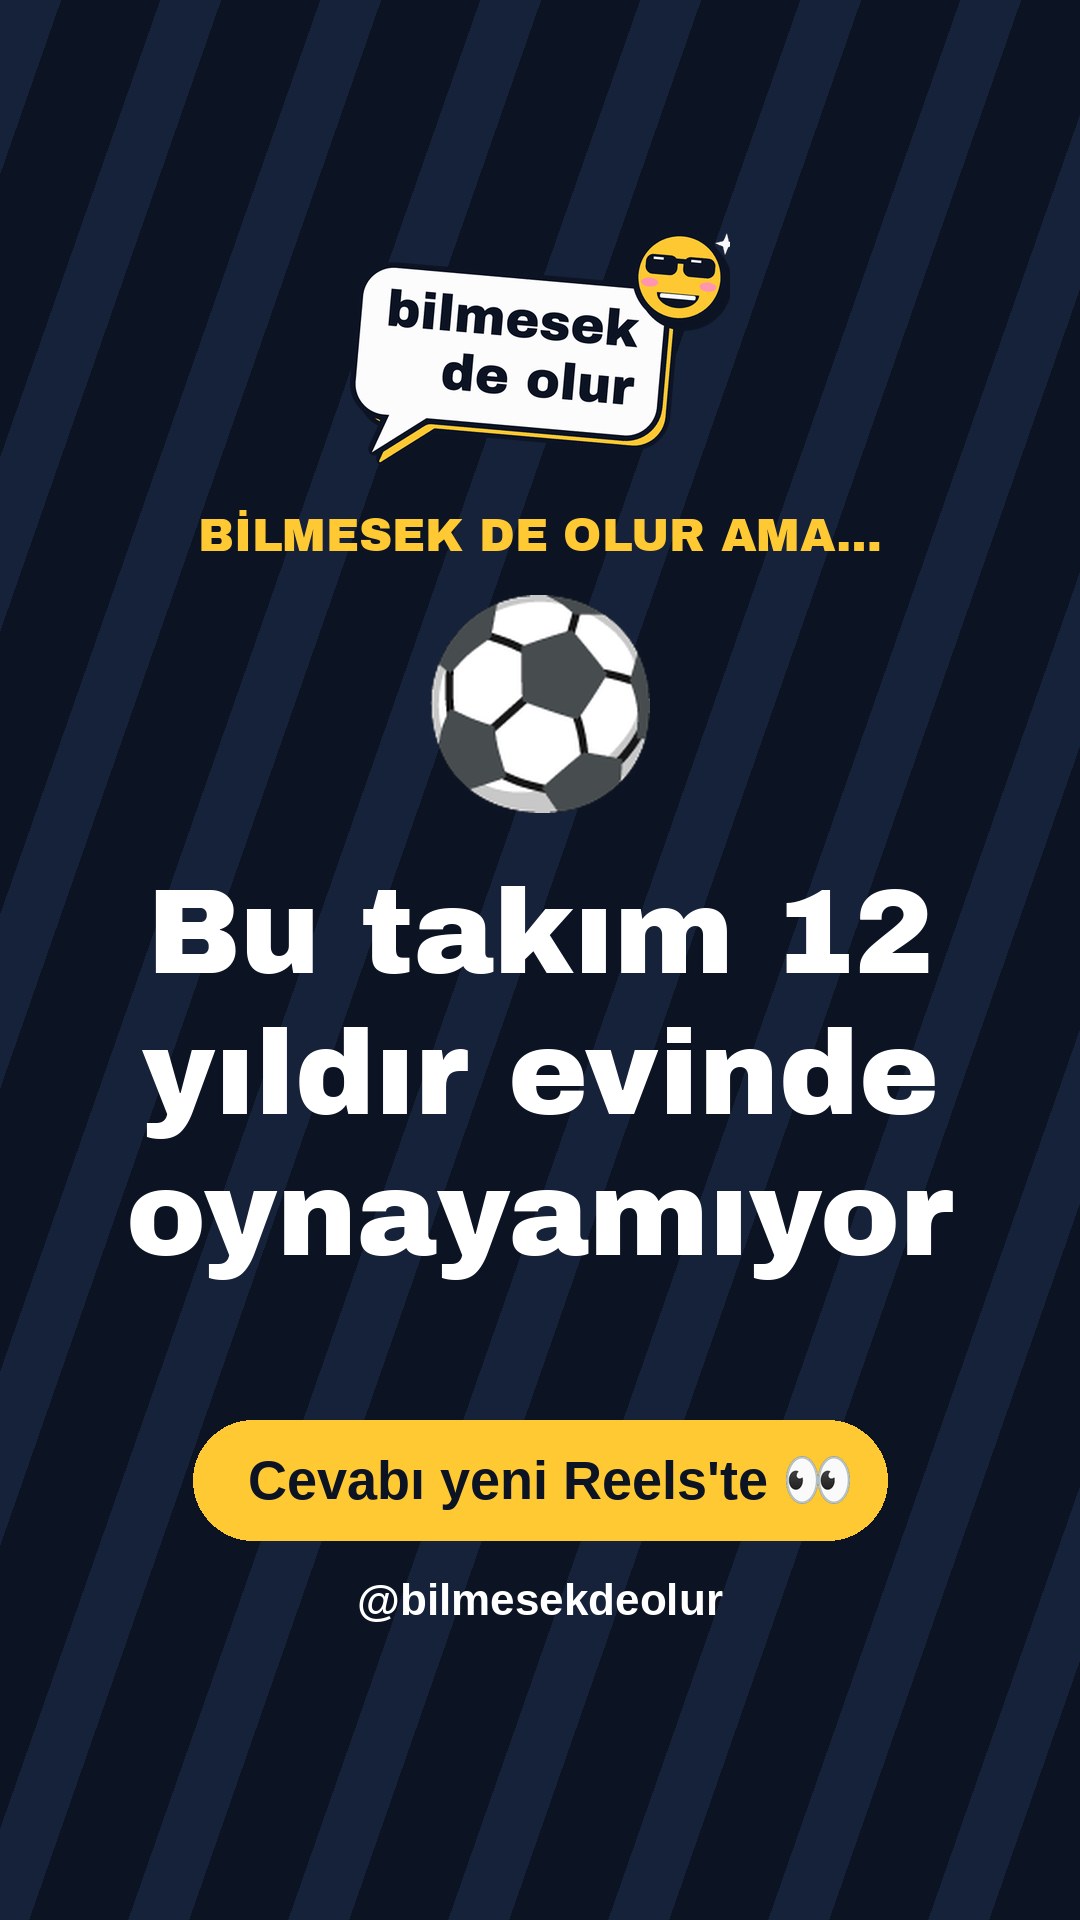 bilmesek
de olur
BİLMESEK DE OLUR AMA...
Bu takım 12
yıldır evinde
oynayamıyor
Cevabı yeni Reels'te 👀
@bilmesekdeolur